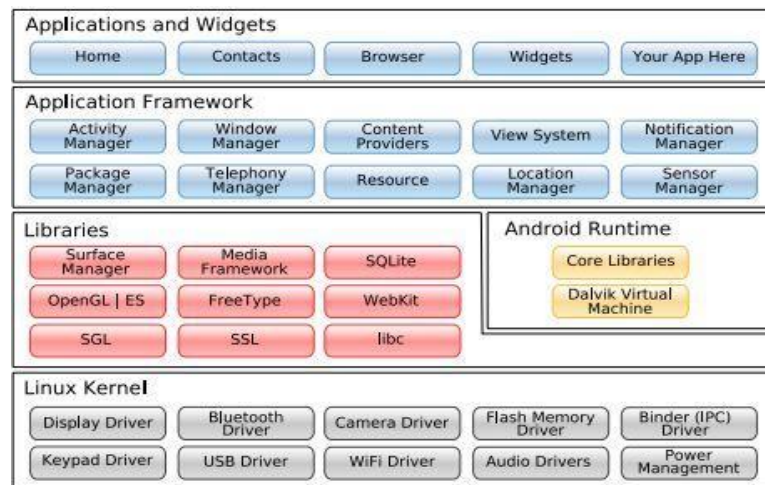 Applications and Widgets
Home
Contacts
Browser
Widgets
Your App Here
Application Framework
Activity
Manager
Window
Manager
Content
Providers
View System
Notification
Manager
Package
Manager
Telephony
Manager
Resource
Location
Manager
Sensor
Manager
Libraries
Surface
Manager
Media
Framework
SQLite
OpenGL | ES
FreeType
WebKit
SGL
SSL
libc
Android Runtime
Core Libraries
Dalvik Virtual
Machine
Linux Kernel
Display Driver
Bluetooth
Driver
Camera Driver
Flash Memory
Driver
Binder (IPC)
Driver
Keypad Driver
USB Driver
WiFi Driver
Audio Drivers
Power
Management